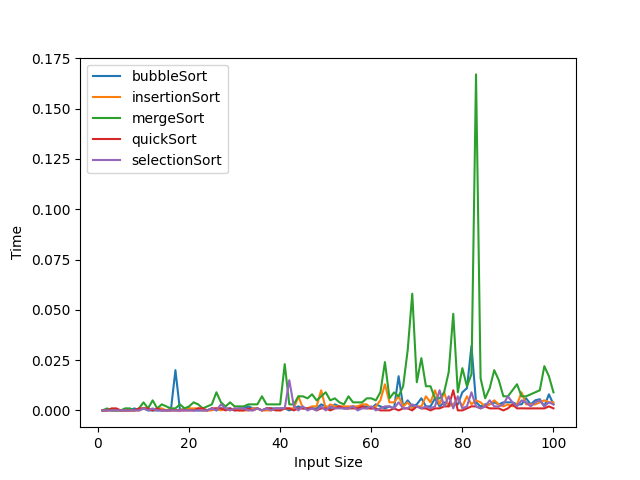 0.175
0.150
0.125
0.100
0.075
0.050
0.025
0.000
Time
bubbleSort
insertionSort
mergeSort
quickSort
selectionSort
0 20 40 60 80 100
Input Size